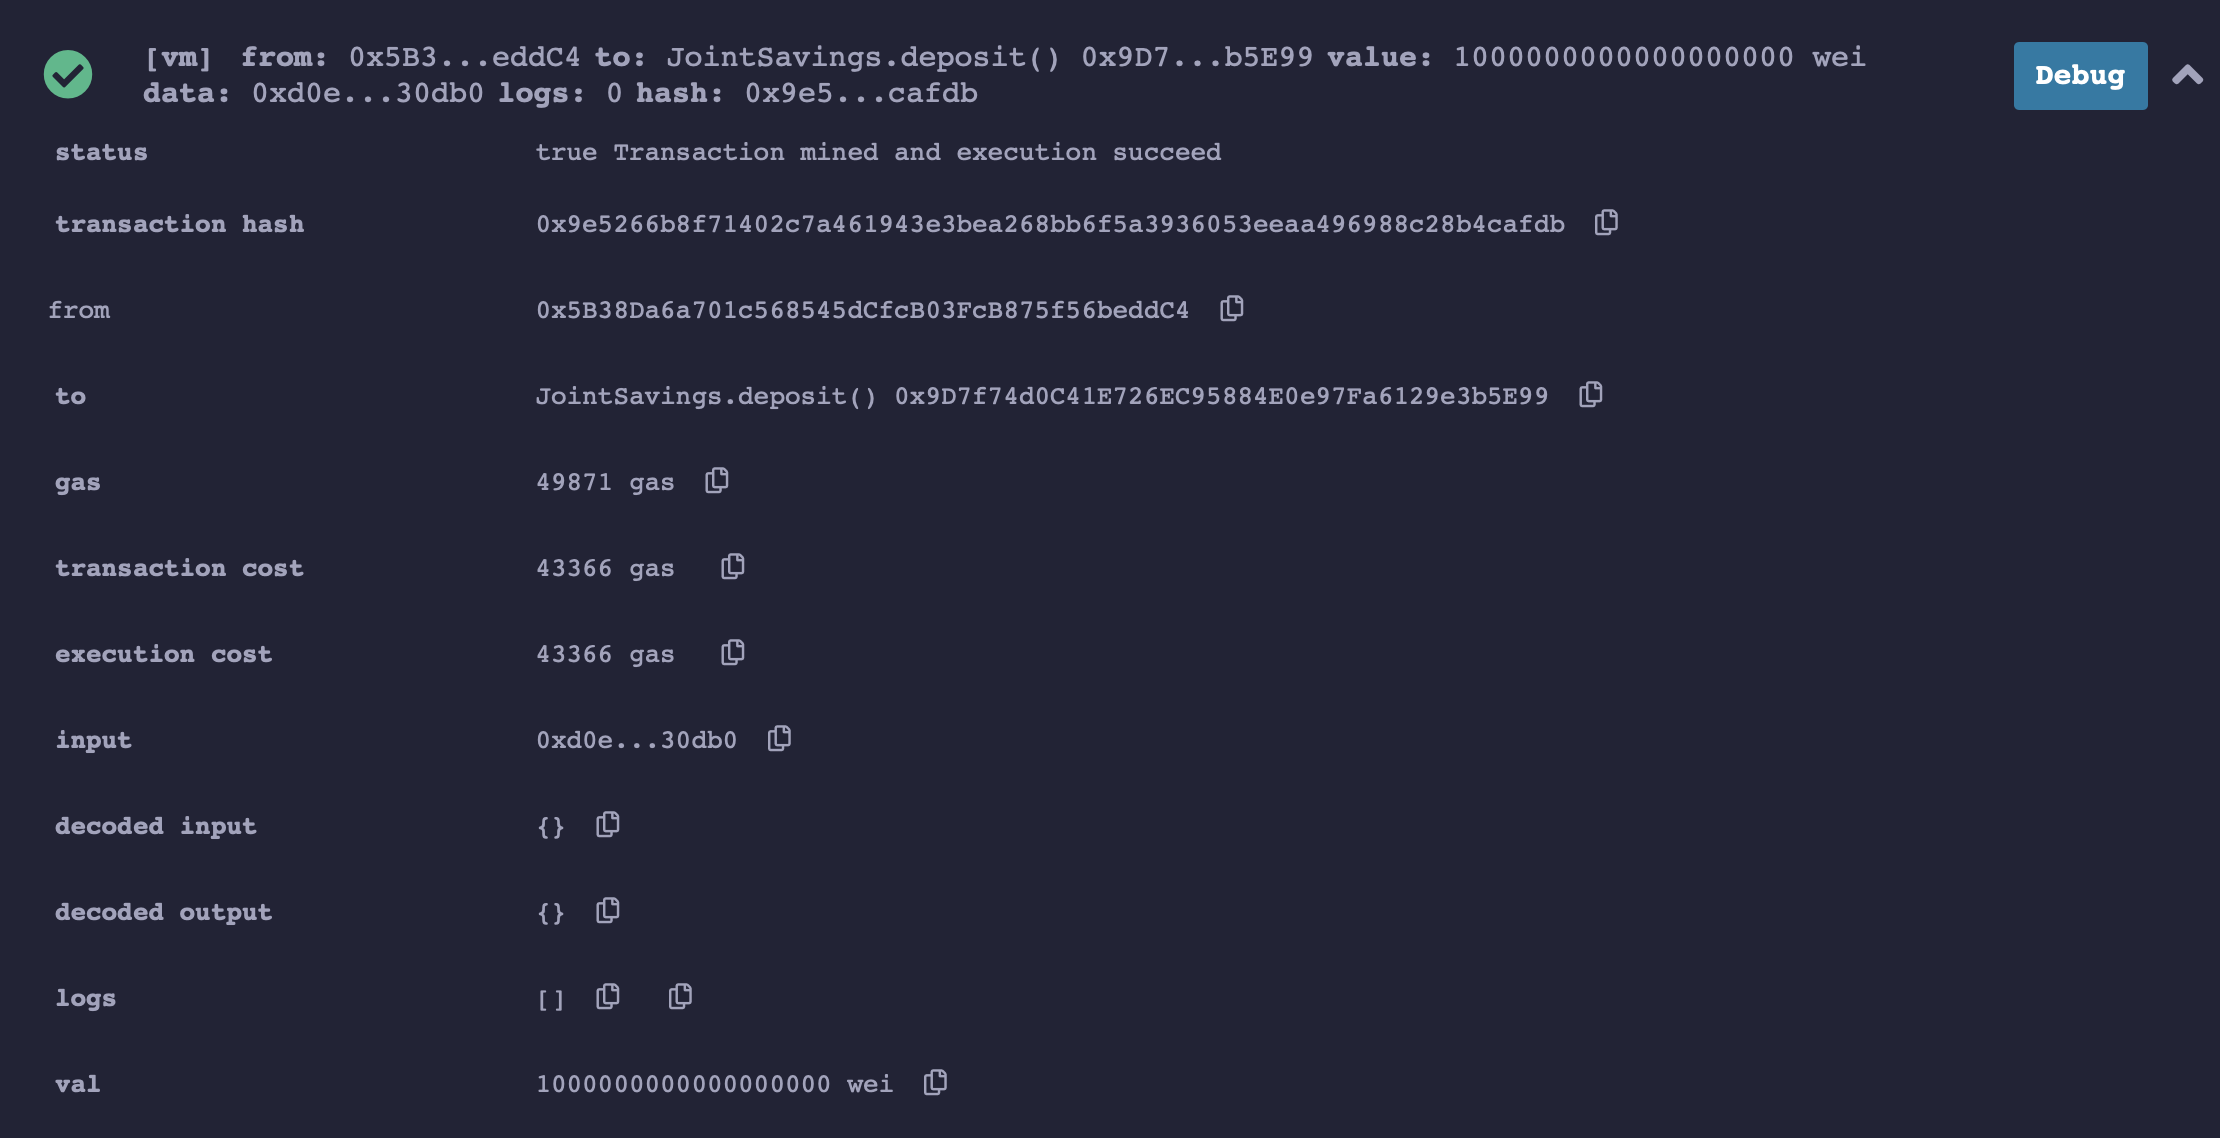 [vm] from: 0x5B3...eddC4 to: JointSavings.deposit() 0x9D7...b5E99 value: 1000000000000000000 wei
data: 0xd0e...30db0 logs: 0 hash: 0x9e5...cafdb
Debug
status true Transaction mined and execution succeed
transaction hash 0x9e5266b8f71402c7a461943e3bea268bb6f5a3936053eeaa496988c28b4cafdb
from 0x5B38Da6a701c568545dCfcB03FcB875f56beddC4
to JointSavings.deposit() 0x9D7f74d0C41E726EC95884E0e97Fa6129e3b5E99
gas 49871 gas
transaction cost 43366 gas
execution cost 43366 gas
input 0xd0e...30db0
decoded input {}
decoded output {}
logs []
val 1000000000000000000 wei